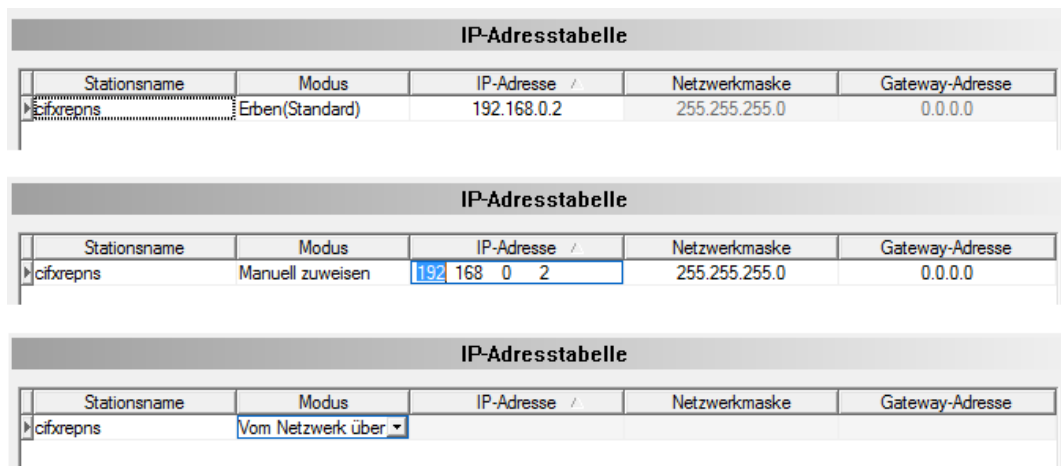 IP-Adresstabelle
Stationsname Modus IP-Adresse Netzwerkmaske Gateway-Adresse
cifxrepns Erben(Standard) 192.168.0.2 255.255.255.0 0.0.0.0
IP-Adresstabelle
Stationsname Modus IP-Adresse Netzwerkmaske Gateway-Adresse
cifxrepns Manuell zuweisen 192 168 0 2 255.255.255.0 0.0.0.0
IP-Adresstabelle
Stationsname Modus IP-Adresse Netzwerkmaske Gateway-Adresse
cifxrepns Vom Netzwerk über